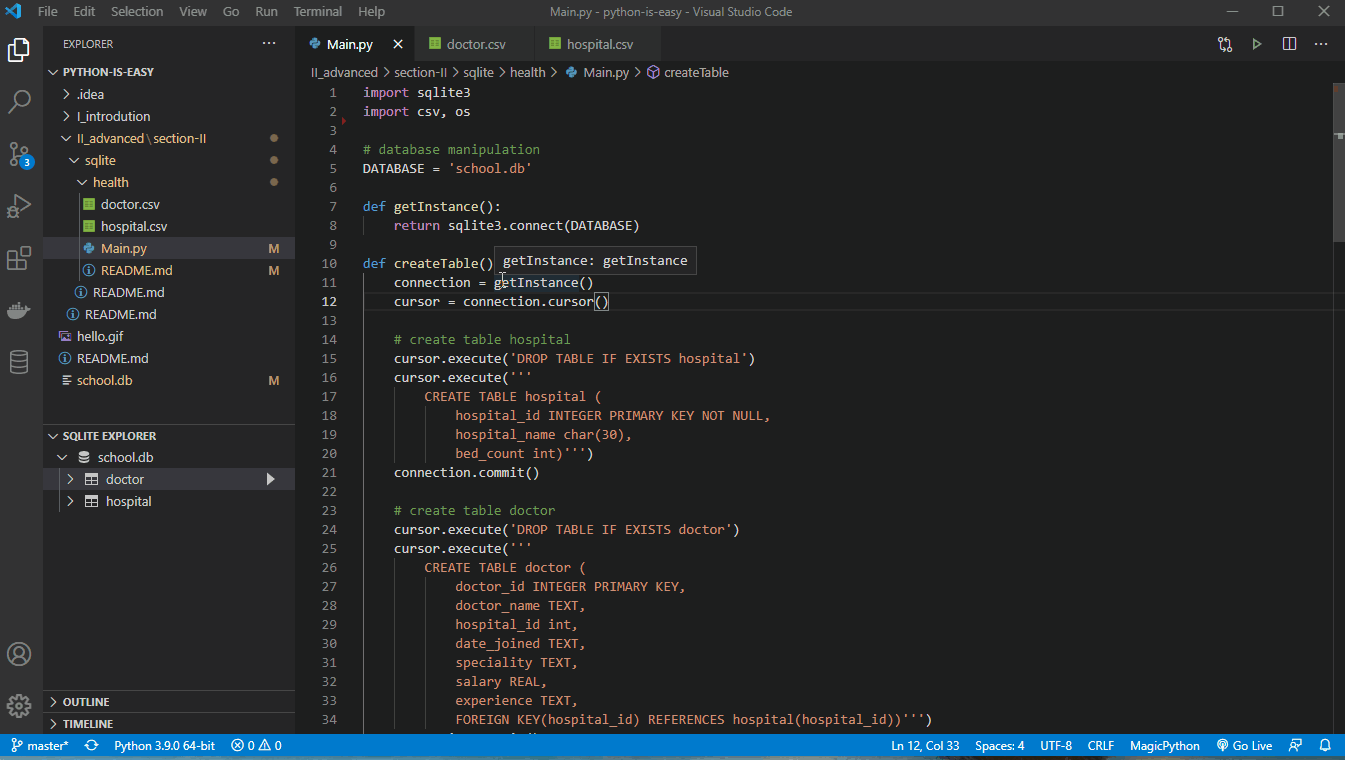 File Edit Selection View Go Run Terminal Help Main.py - python-is-easy - Visual Studio Code
EXPLORER
PYTHON-IS-EASY
.idea
I_introdution
II_advanced\section-II
sqlite
health
doctor.csv
hospital.csv
Main.py M
README.md M
README.md
README.md
hello.gif
README.md
school.db M
SQLITE EXPLORER
school.db
doctor
hospital
OUTLINE
TIMELINE
3
Main.py doctor.csv hospital.csv
II_advanced > section-II > sqlite > health > Main.py > createTable
1 import sqlite3
2 import csv, os
3
4 # database manipulation
5 DATABASE = 'school.db'
6
7 def getInstance():
8 return sqlite3.connect(DATABASE)
9
10 def createTable()
getInstance: getInstance
11 connection = getInstance()
12 cursor = connection.cursor()
13
14 # create table hospital
15 cursor.execute('DROP TABLE IF EXISTS hospital')
16 cursor.execute('''
17 CREATE TABLE hospital (
18 hospital_id INTEGER PRIMARY KEY NOT NULL,
19 hospital_name char(30),
20 bed_count int)''')
21 connection.commit()
22
23 # create table doctor
24 cursor.execute('DROP TABLE IF EXISTS doctor')
25 cursor.execute('''
26 CREATE TABLE doctor (
27 doctor_id INTEGER PRIMARY KEY,
28 doctor_name TEXT,
29 hospital_id int,
30 date_joined TEXT,
31 speciality TEXT,
32 salary REAL,
33 experience TEXT,
34 FOREIGN KEY(hospital_id) REFERENCES hospital(hospital_id))''')
master* Python 3.9.0 64-bit 0 0 Ln 12, Col 33 Spaces: 4 UTF-8 CRLF MagicPython Go Live